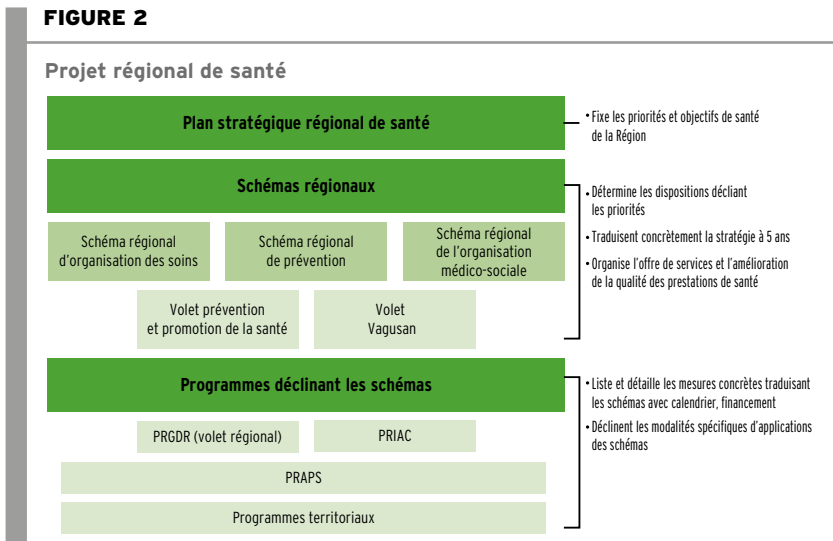 FIGURE 2
Projet régional de santé
Plan stratégique régional de santé
• Fixe les priorités et objectifs de santé
de la Région
Schémas régionaux
• Détermine les dispositions décliant
les priorités
• Traduisent concrètement la stratégie à 5 ans
• Organise l'offre de services et l'amélioration
de la qualité des prestations de santé
Schéma régional
d'organisation des soins
Schéma régional
de prévention
Schéma régional
de l'organisation
médico-sociale
Volet prévention
et promotion de la santé
Volet
Vagusan
Programmes déclinant les schémas
• Liste et détaille les mesures concrètes traduisant
les schémas avec calendrier, financement
• Déclinent les modalités spécifiques d'applications
des schémas
PRGDR (volet régional)
PRIAC
PRAPS
Programmes territoriaux